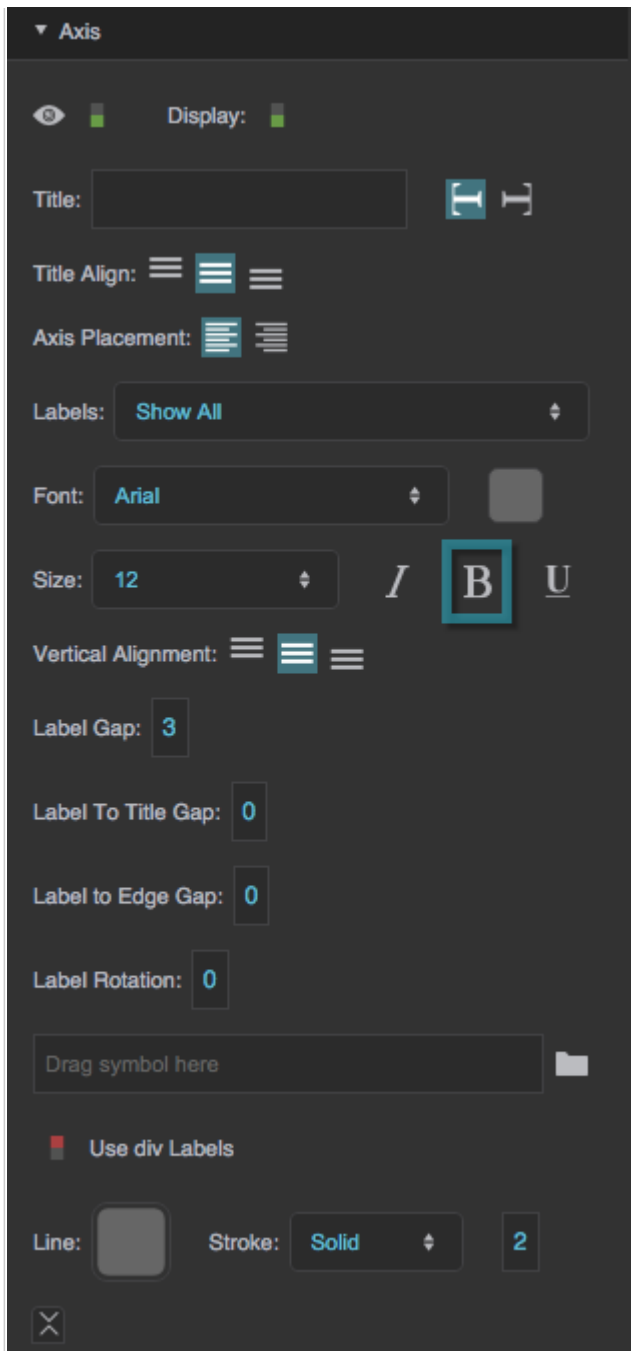 Axis
Display:
Title:
Title Align:
Axis Placement:
Labels: Show All
Font: Arial
Size: 12 I B U
Vertical Alignment:
Label Gap: 3
Label To Title Gap: 0
Label to Edge Gap: 0
Label Rotation: 0
Drag symbol here
Use div Labels
Line: Stroke: Solid 2